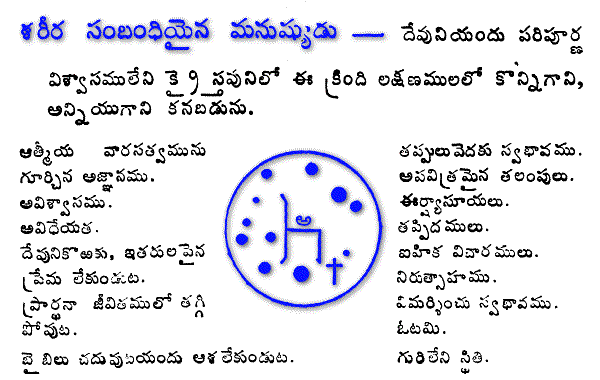 శరీర సంబంధియైన మనుష్యుడు — దేవునియందు పరిపూర్ణ
విశ్వాసములేని క్రైస్తవునిలో ఈ క్రింది లక్షణములలో కొన్నిగాని,
అన్నియుగాని కనబడును.
ఆత్మీయ వారసత్వమును
గూర్చిన అజ్ఞానము.
అవిశ్వాసము.
అవిధేయత.
దేవునికొఱకు, ఇతరులపైన
ప్రేమ లేకుండుట.
ప్రార్థనా జీవితములో తగ్గి
పోవుట.
బైబిలు చదువుటయందు ఆశ లేకుండుట.
అ
తప్పులువెదకు స్వభావము.
అపవిత్రమైన తలంపులు.
ఈర్ష్యాసూయలు.
తప్పిదములు.
ఐహిక విచారములు.
నిరుత్సాహము.
విమర్శించు స్వభావము.
ఓటమి.
గురిలేని స్థితి.